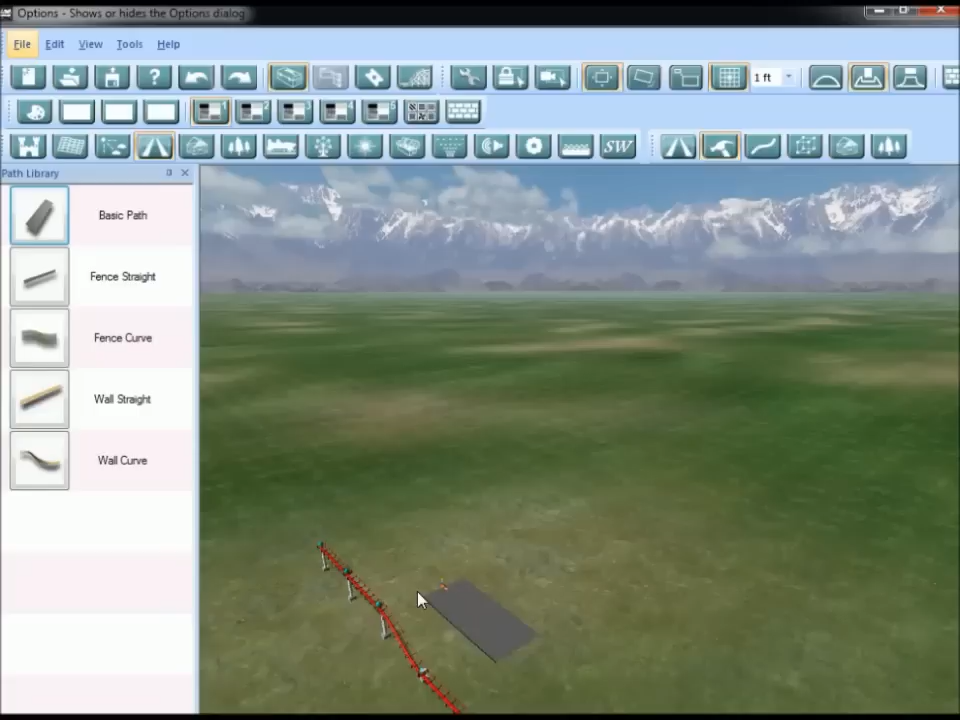 Options - Shows or hides the Options dialog
File Edit View Tools Help
1 ft
SW
Path Library
Basic Path
Fence Straight
Fence Curve
Wall Straight
Wall Curve